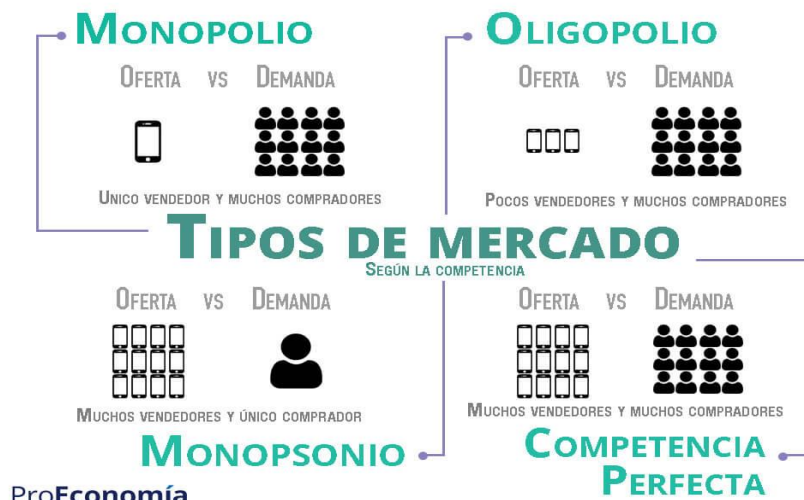 MONOPOLIO
OFERTA VS DEMANDA
UNICO VENDEDOR Y MUCHOS COMPRADORES
OLIGOPOLIO
OFERTA VS DEMANDA
POCOS VENDEDORES Y MUCHOS COMPRADORES
TIPOS DE MERCADO
SEGÚN LA COMPETENCIA
OFERTA VS DEMANDA
MUCHOS VENDEDORES Y ÚNICO COMPRADOR
MONOPSONIO
OFERTA VS DEMANDA
MUCHOS VENDEDORES Y MUCHOS COMPRADORES
COMPETENCIA
PERFECTA
ProEconomía